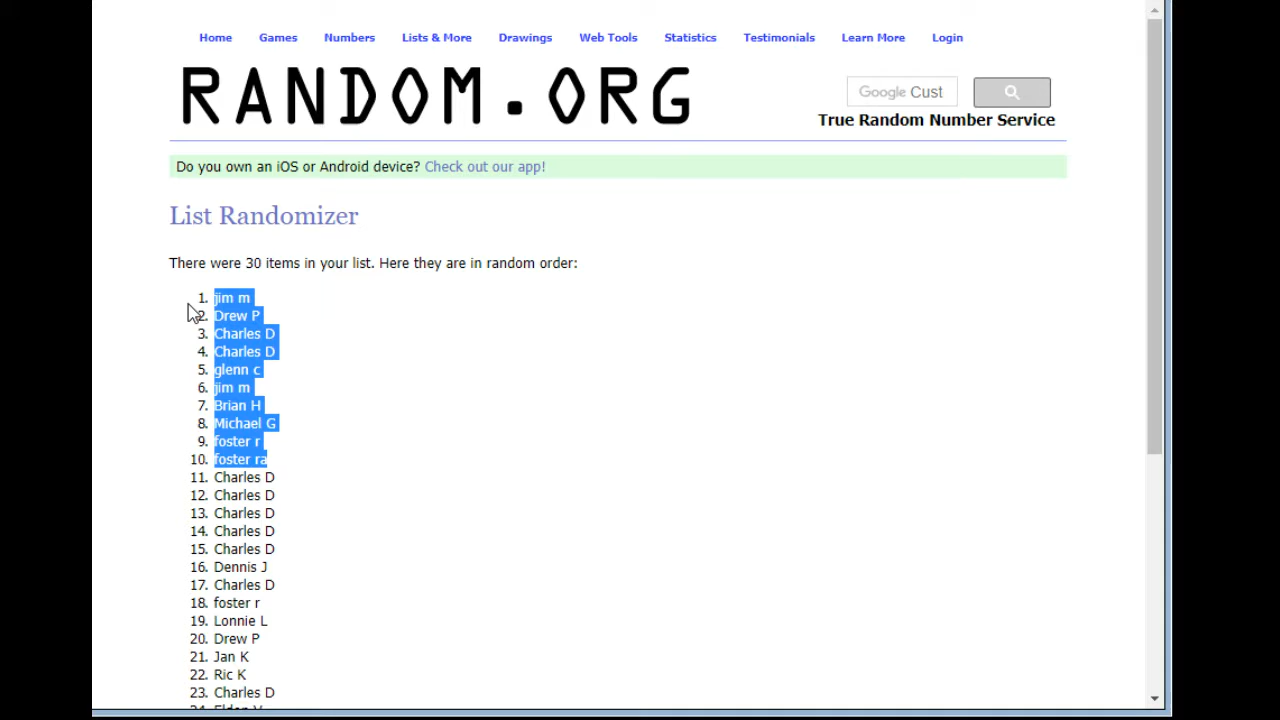 Home Games Numbers Lists & More Drawings Web Tools Statistics Testimonials Learn More Login
RANDOM.ORG
Google Cust
True Random Number Service
Do you own an iOS or Android device? Check out our app!
List Randomizer
There were 30 items in your list. Here they are in random order:
1. jim m
2. Drew P
3. Charles D
4. Charles D
5. glenn c
6. jim m
7. Brian H
8. Michael G
9. foster r
10. foster ra
11. Charles D
12. Charles D
13. Charles D
14. Charles D
15. Charles D
16. Dennis J
17. Charles D
18. foster r
19. Lonnie L
20. Drew P
21. Jan K
22. Ric K
23. Charles D